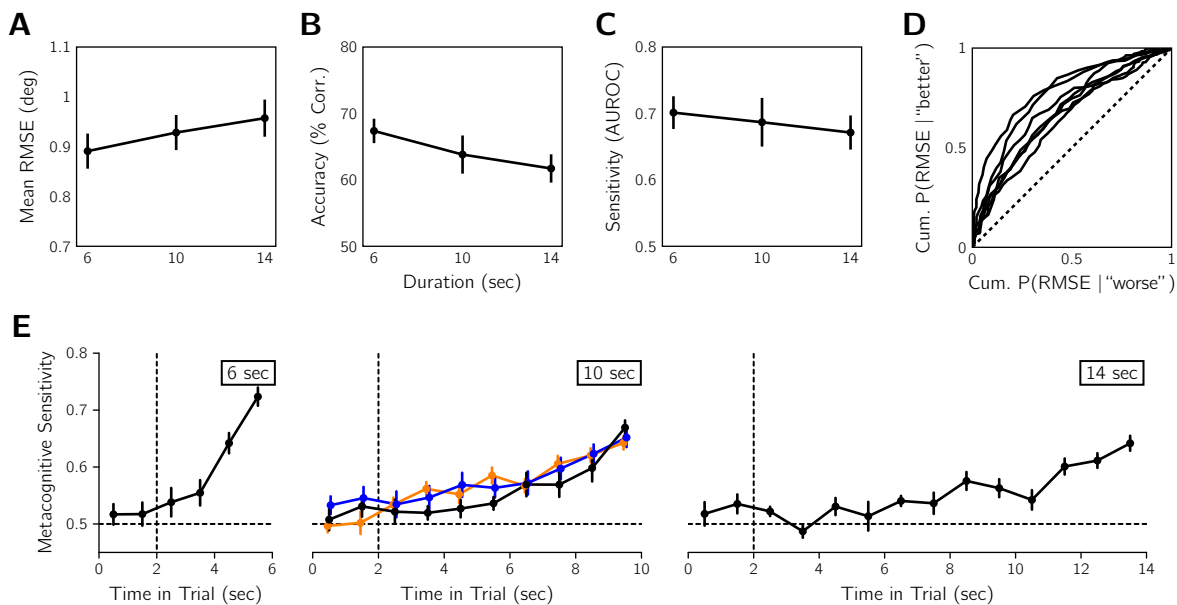 A
B
C
D
Mean RMSE (deg)
1.1
1
0.9
0.8
0.7
6
10
14
Accuracy (% Corr.)
80
70
60
50
6
10
14
Duration (sec)
Sensitivity (AUROC)
0.8
0.7
0.6
0.5
6
10
14
Cum. P(RMSE | “better”)
1
0.5
0
0
0.5
1
Cum. P(RMSE | “worse”)
E
Metacognitive Sensitivity
0.8
0.7
0.6
0.5
6 sec
0
2
4
6
Time in Trial (sec)
10 sec
0
2
4
6
8
10
Time in Trial (sec)
14 sec
0
2
4
6
8
10
12
14
Time in Trial (sec)